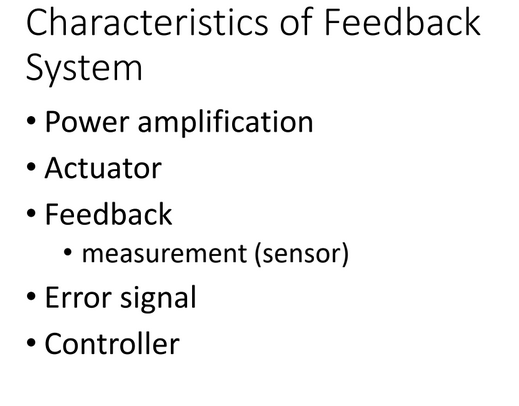 Characteristics of Feedback
System
• Power amplification
• Actuator
• Feedback
• measurement (sensor)
• Error signal
• Controller